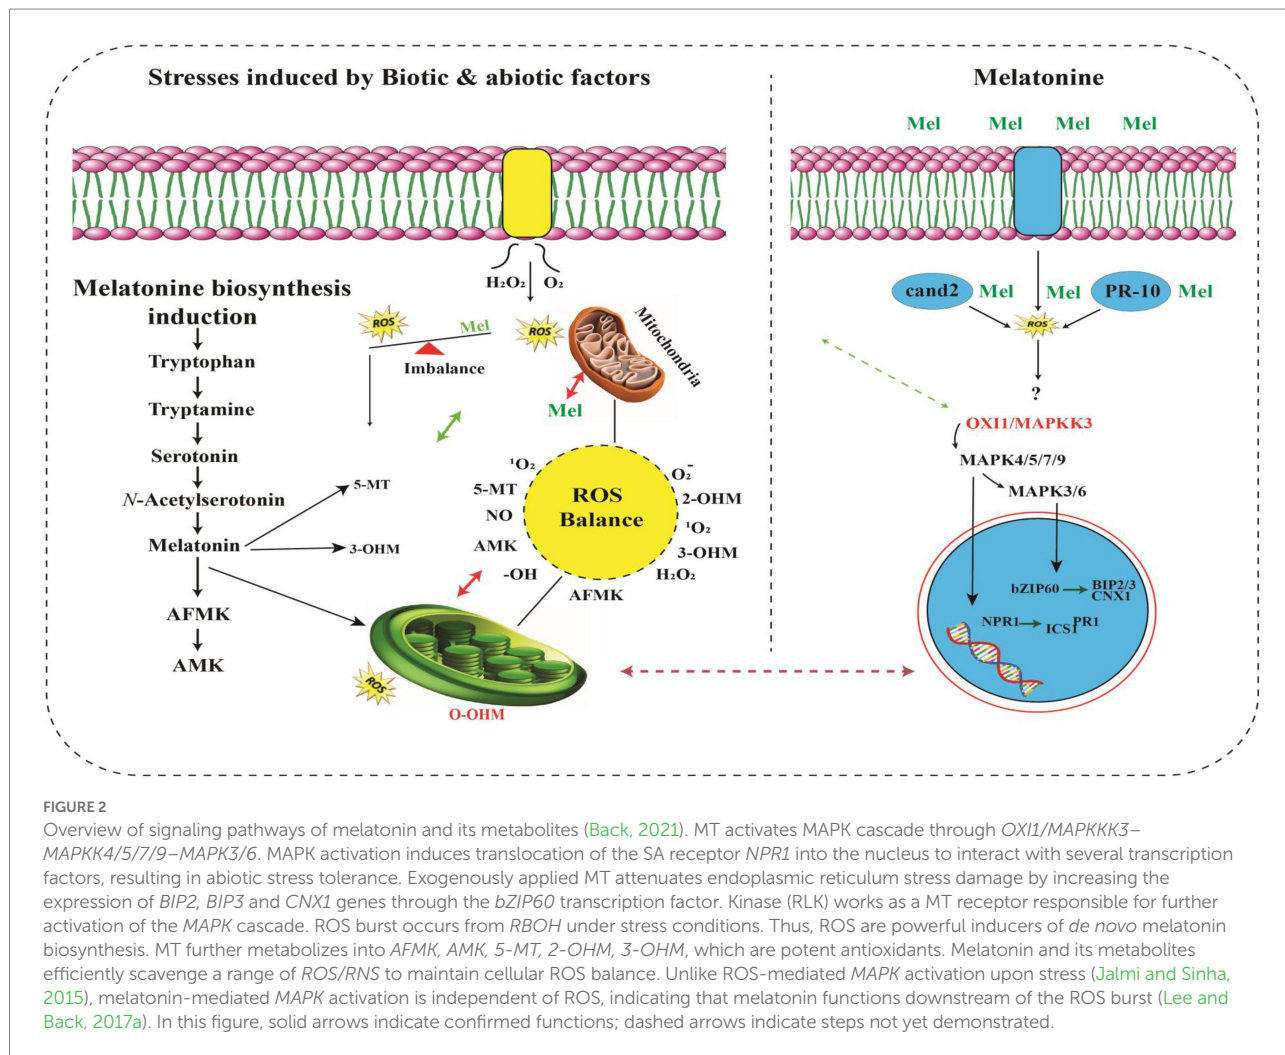 Stresses induced by Biotic & abiotic factors
Melatonine
Mel Mel Mel Mel
H₂O₂ O₂
Melatonine biosynthesis
induction
Tryptophan
Tryptamine
Serotonin
N-Acetylserotonin
Melatonin
AFMK
AMK
5-MT
3-OHM
ROS
Mel
Imbalance
ROS
Mitochondria
Mel
ROS
Balance
¹O₂
5-MT
NO
AMK
-OH
AFMK
O₂⁻
2-OHM
¹O₂
3-OHM
H₂O₂
ROS
O-OHM
cand2
Mel
Mel
PR-10
Mel
ROS
?
OXI1/MAPKK3
MAPK4/5/7/9
MAPK3/6
bZIP60
BIP2/3
CNX1
NPR1
ICS1
PR1
FIGURE 2
Overview of signaling pathways of melatonin and its metabolites (Back, 2021). MT activates MAPK cascade through OXI1/MAPKKK3–
MAPKK4/5/7/9–MAPK3/6. MAPK activation induces translocation of the SA receptor NPR1 into the nucleus to interact with several transcription
factors, resulting in abiotic stress tolerance. Exogenously applied MT attenuates endoplasmic reticulum stress damage by increasing the
expression of BIP2, BIP3 and CNX1 genes through the bZIP60 transcription factor. Kinase (RLK) works as a MT receptor responsible for further
activation of the MAPK cascade. ROS burst occurs from RBOH under stress conditions. Thus, ROS are powerful inducers of de novo melatonin
biosynthesis. MT further metabolizes into AFMK, AMK, 5-MT, 2-OHM, 3-OHM, which are potent antioxidants. Melatonin and its metabolites
efficiently scavenge a range of ROS/RNS to maintain cellular ROS balance. Unlike ROS-mediated MAPK activation upon stress (Jalmi and Sinha,
2015), melatonin-mediated MAPK activation is independent of ROS, indicating that melatonin functions downstream of the ROS burst (Lee and
Back, 2017a). In this figure, solid arrows indicate confirmed functions; dashed arrows indicate steps not yet demonstrated.